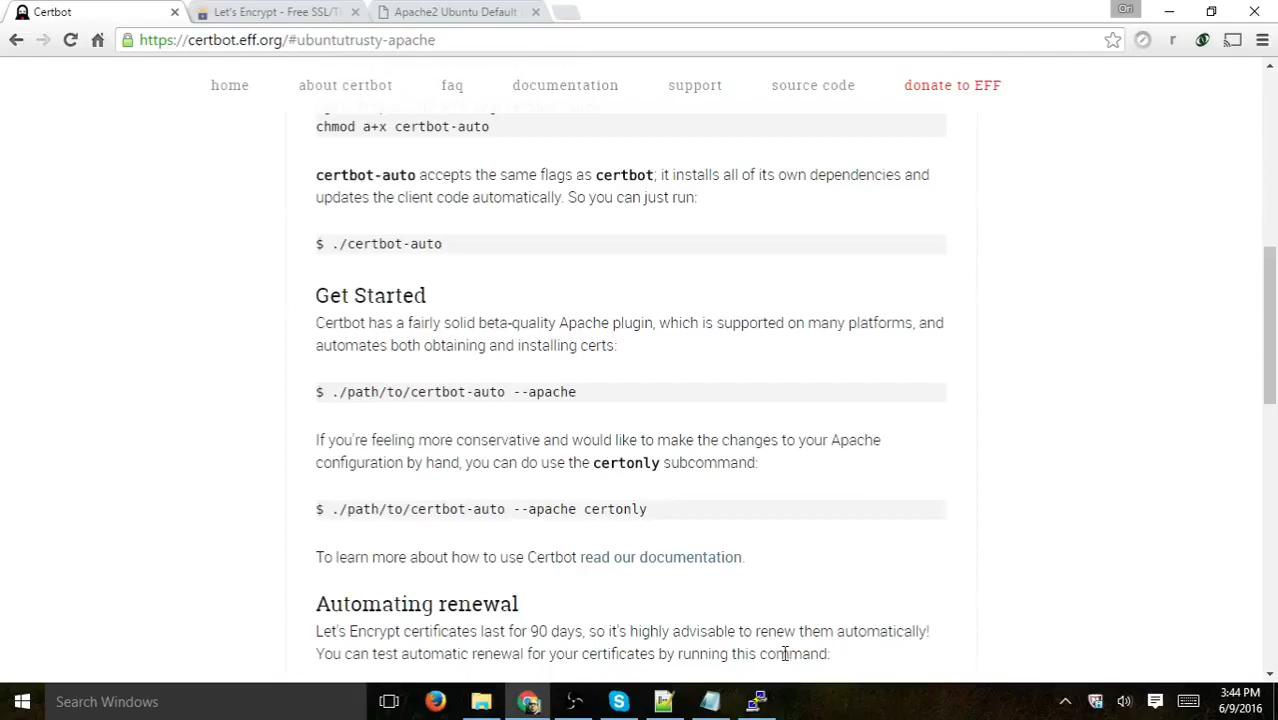 Certbot
Let's Encrypt - Free SSL/T
Apache2 Ubuntu Default
Ori
https://certbot.eff.org/#ubuntutrusty-apache
home
about certbot
faq
documentation
support
source code
donate to EFF
chmod a+x certbot-auto
certbot-auto accepts the same flags as certbot; it installs all of its own dependencies and
updates the client code automatically. So you can just run:
$ ./certbot-auto
Get Started
Certbot has a fairly solid beta-quality Apache plugin, which is supported on many platforms, and
automates both obtaining and installing certs:
$ ./path/to/certbot-auto --apache
If you're feeling more conservative and would like to make the changes to your Apache
configuration by hand, you can do use the certonly subcommand:
$ ./path/to/certbot-auto --apache certonly
To learn more about how to use Certbot read our documentation.
Automating renewal
Let's Encrypt certificates last for 90 days, so it's highly advisable to renew them automatically!
You can test automatic renewal for your certificates by running this command:
Search Windows
3:44 PM
6/9/2016